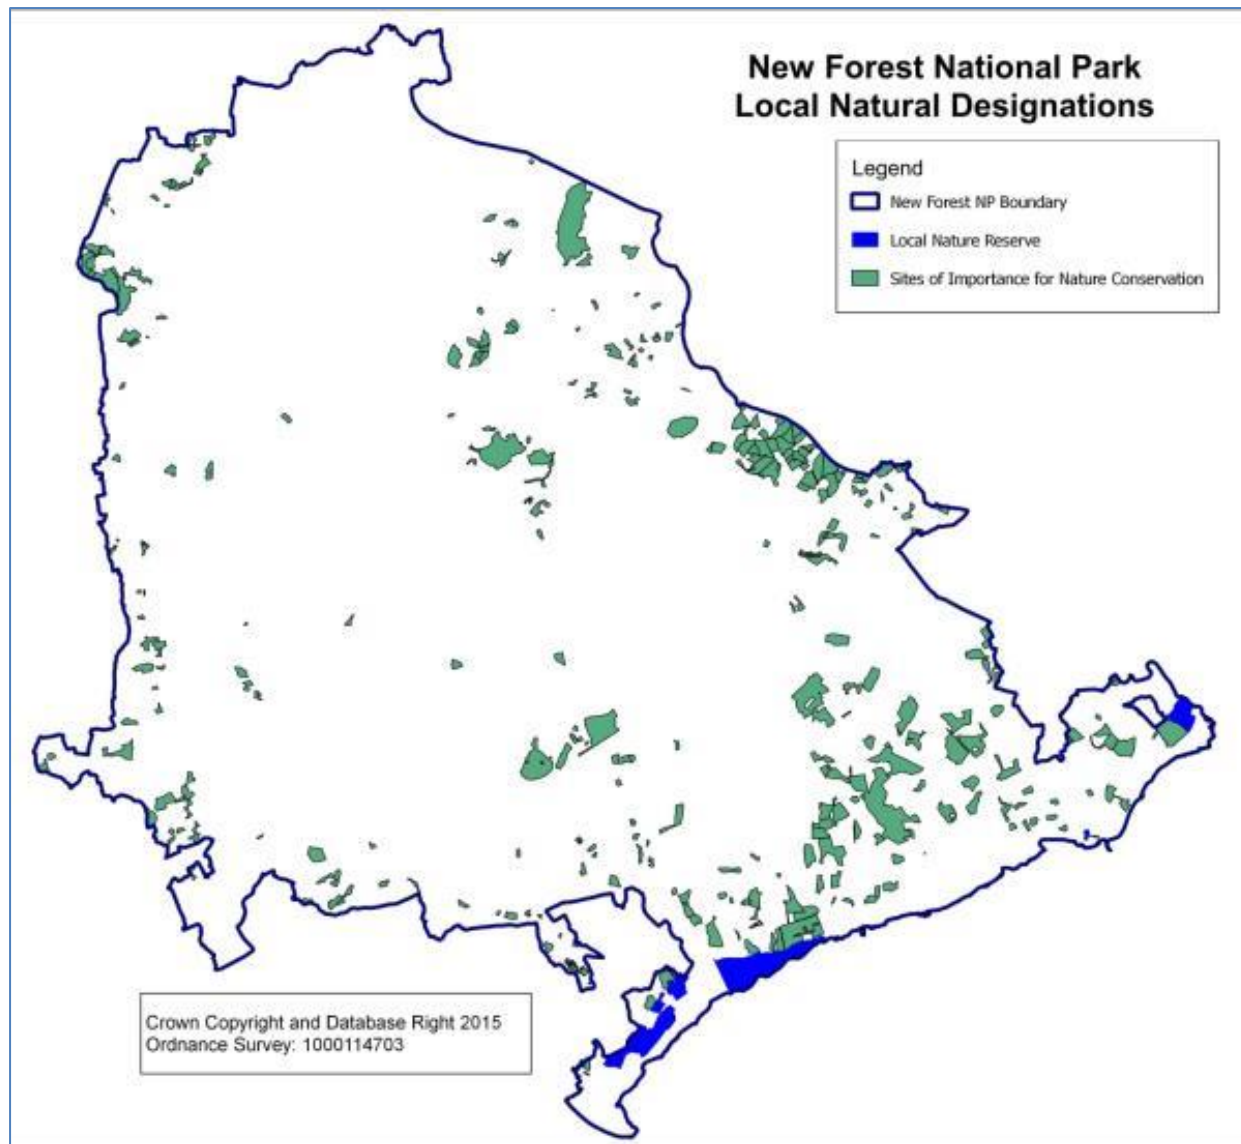 New Forest National Park
Local Natural Designations
Legend
New Forest NP Boundary
Local Nature Reserve
Sites of Importance for Nature Conservation
Crown Copyright and Database Right 2015
Ordnance Survey: 1000114703